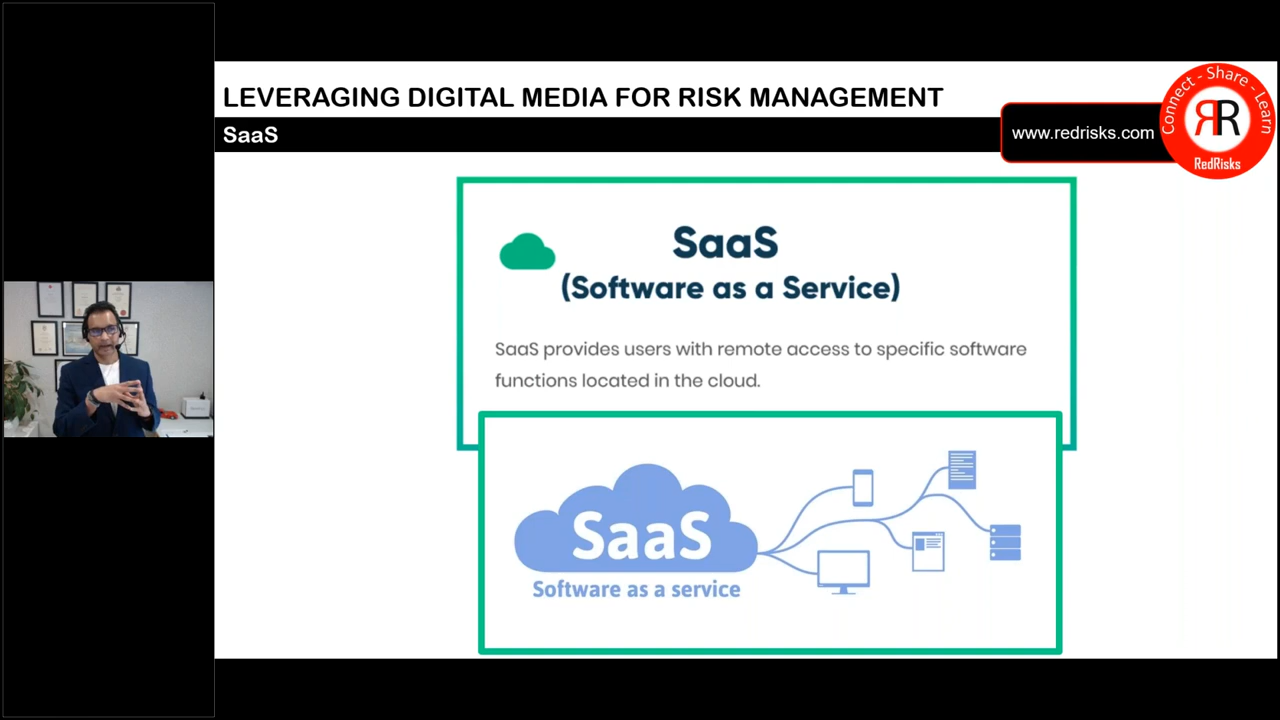 LEVERAGING DIGITAL MEDIA FOR RISK MANAGEMENT
SaaS
www.redrisks.com
Connect - Share - Learn
RR
RedRisks
SaaS
(Software as a Service)
SaaS provides users with remote access to specific software
functions located in the cloud.
SaaS
Software as a service